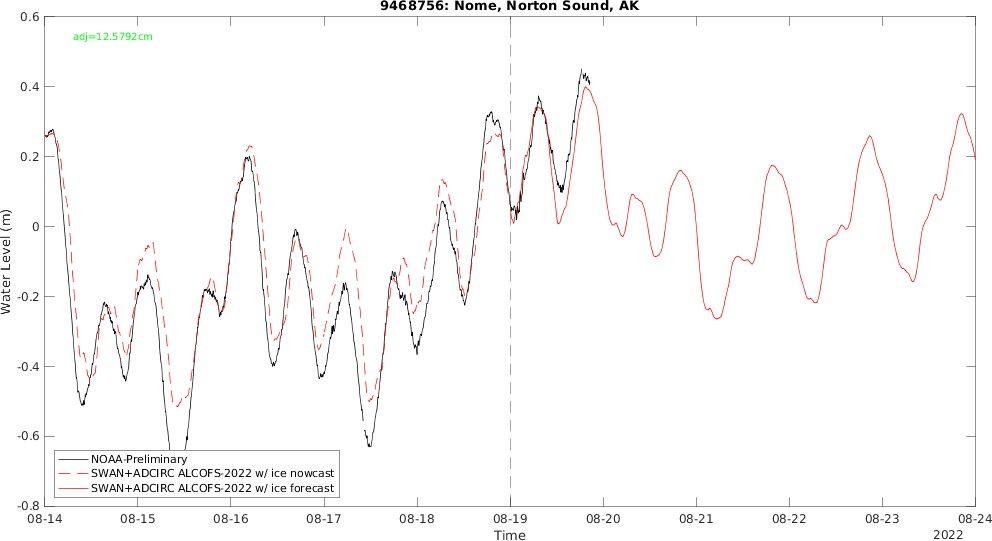 9468756: Nome, Norton Sound, AK
adj=12.5792cm
0.6
0.4
0.2
0
-0.2
-0.4
-0.6
-0.8
Water Level (m)
NOAA-Preliminary
SWAN+ADCIRC ALCOFS-2022 w/ ice nowcast
SWAN+ADCIRC ALCOFS-2022 w/ ice forecast
08-14 08-15 08-16 08-17 08-18 08-19 08-20 08-21 08-22 08-23 08-24
Time
2022